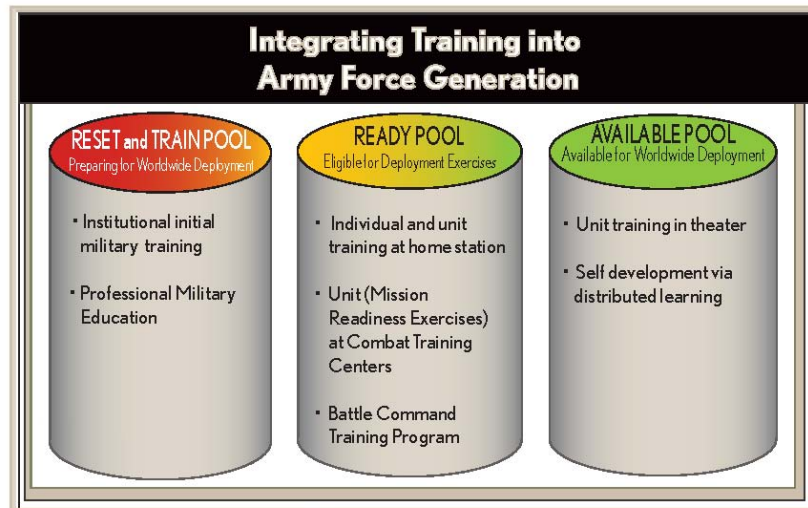 Integrating Training into
Army Force Generation
RESET and TRAIN POOL
Preparing for Worldwide Deployment
• Institutional initial
military training
• Professional Military
Education
READY POOL
Eligible for Deployment Exercises
• Individual and unit
training at home station
• Unit (Mission
Readiness Exercises)
at Combat Training
Centers
• Battle Command
Training Program
AVAILABLE POOL
Available for Worldwide Deployment
• Unit training in theater
• Self development via
distributed learning